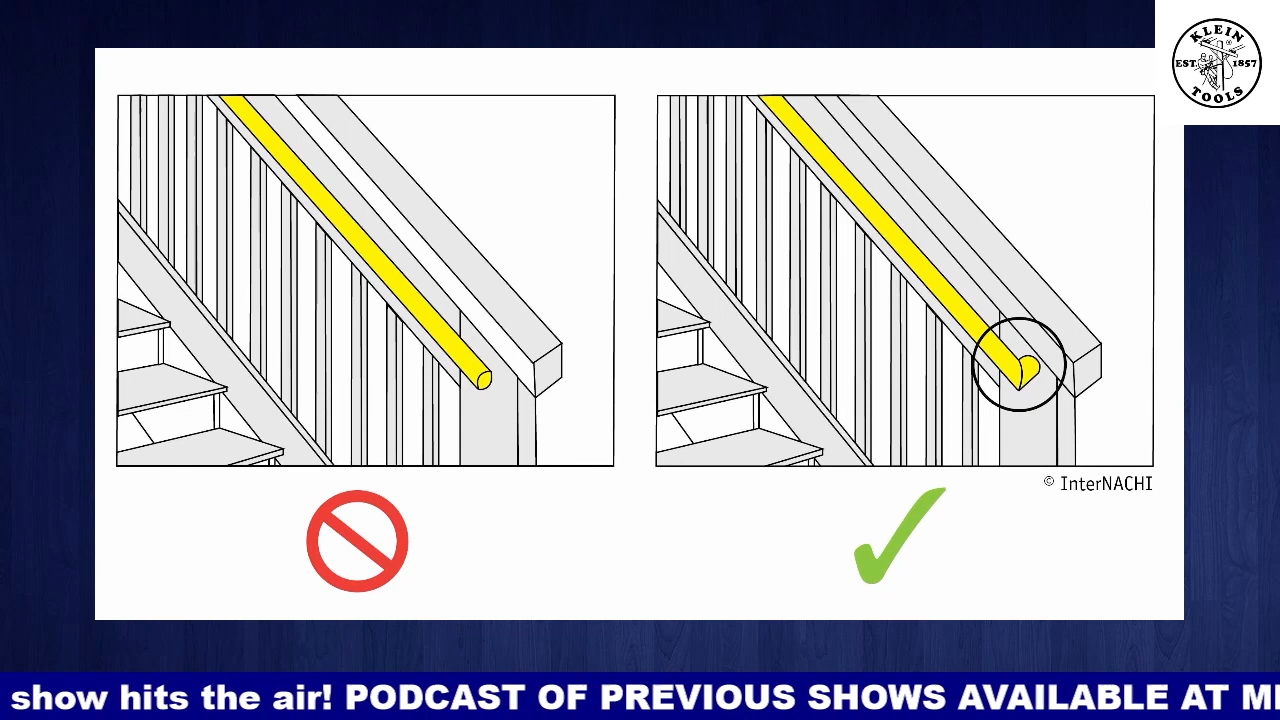 KLEIN
EST. 1857
TOOLS
© InterNACHI
show hits the air! PODCAST OF PREVIOUS SHOWS AVAILABLE AT